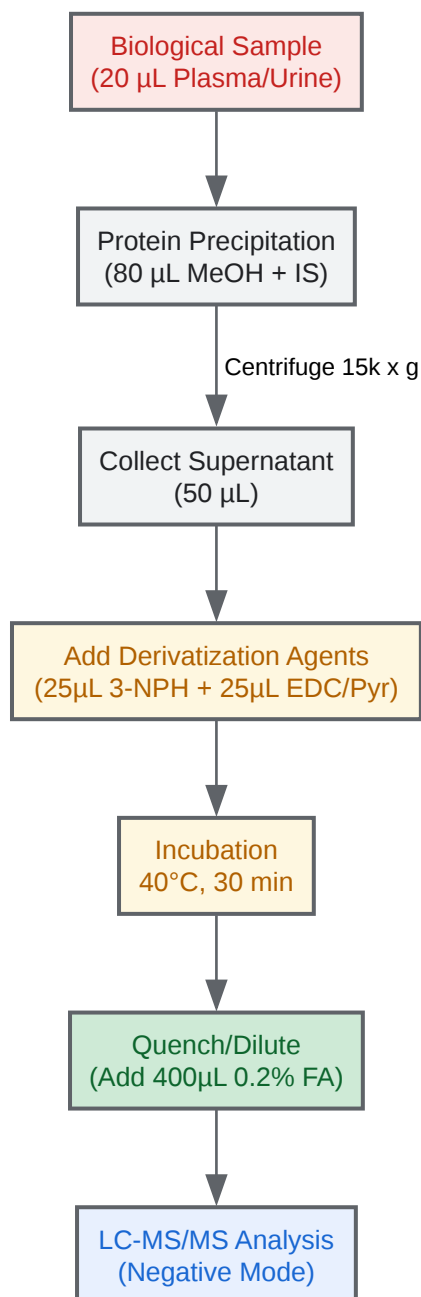 Biological Sample
(20 µL Plasma/Urine)
Protein Precipitation
(80 µL MeOH + IS)
Centrifuge 15k x g
Collect Supernatant
(50 µL)
Add Derivatization Agents
(25µL 3-NPH + 25µL EDC/Pyr)
Incubation
40°C, 30 min
Quench/Dilute
(Add 400µL 0.2% FA)
LC-MS/MS Analysis
(Negative Mode)